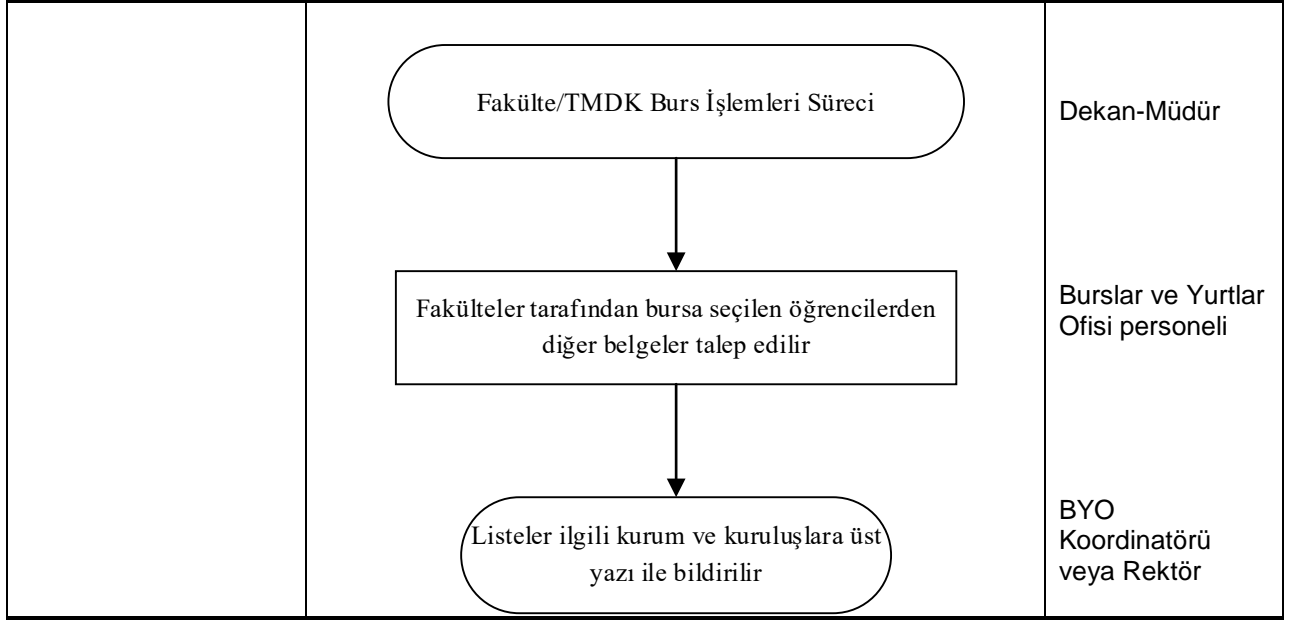 Fakülte/TMDK Burs İşlemleri Süreci
Dekan-Müdür
Fakülteler tarafından bursa seçilen öğrencilerden
diğer belgeler talep edilir
Burslar ve Yurtlar
Ofisi personeli
Listeler ilgili kurum ve kuruluşlara üst
yazı ile bildirilir
BYO
Koordinatörü
veya Rektör